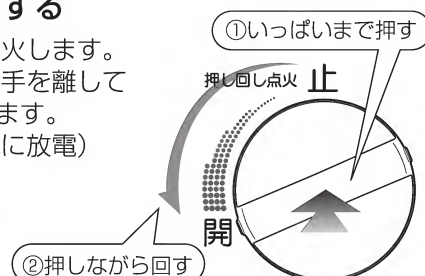 する
火します。
手を離して
ます。
に放電)
①いっぱいまで押す
押し回し点火 止
開
②押しながら回す